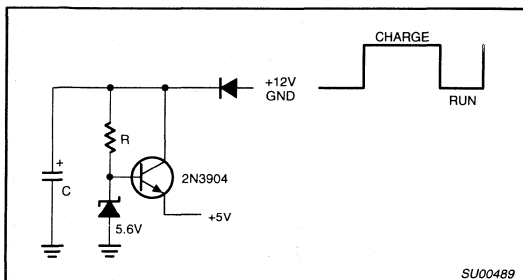 CHARGE
+12V
GND
RUN
R
+
C
2N3904
5.6V
+5V
SU00489